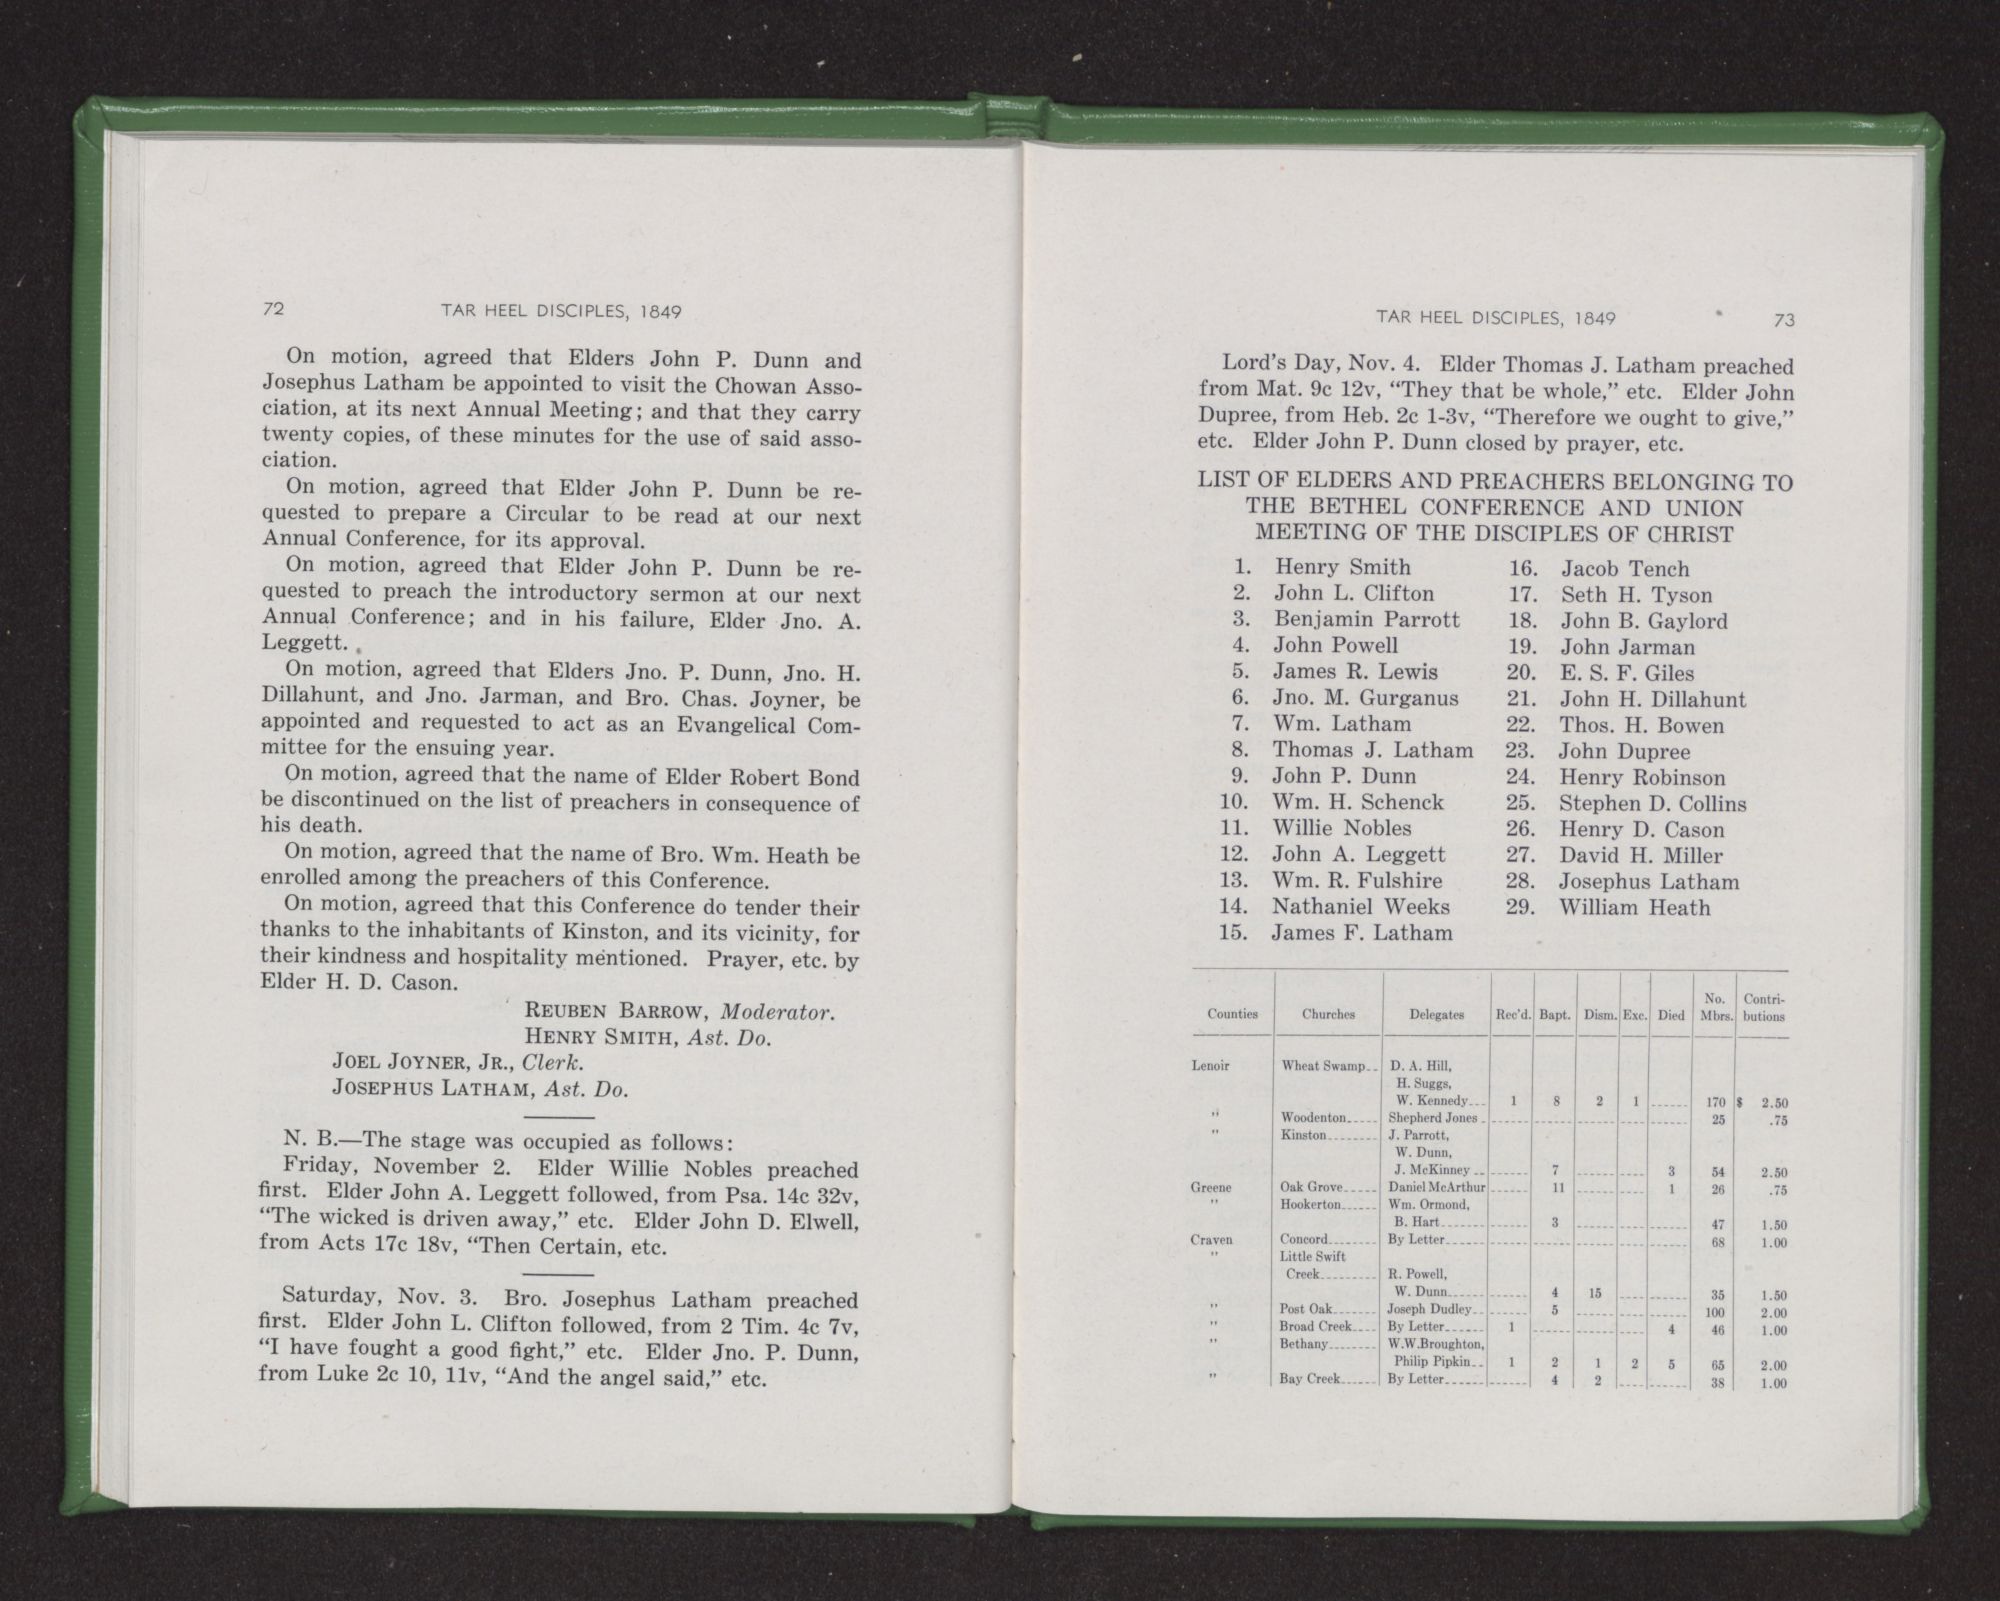 72 TAR HEEL DISCIPLES, 1849
On motion, agreed that Elders John P. Dunn and
Josephus Latham be appointed to visit the Chowan Asso-
ciation, at its next Annual Meeting; and that they carry
twenty copies, of these minutes for the use of said asso-
ciation.
On motion, agreed that Elder John P. Dunn be re-
quested to prepare a Circular to be read at our next
Annual Conference, for its approval.
On motion, agreed that Elder John P. Dunn be re-
quested to preach the introductory sermon at our next
Annual Conference; and in his failure, Elder Jno. A.
Leggett.
On motion, agreed that Elders Jno. P. Dunn, Jno. H.
Dillahunt, and Jno. Jarman, and Bro. Chas. Joyner, be
appointed and requested to act as an Evangelical Com-
mittee for the ensuing year.
On motion, agreed that the name of Elder Robert Bond
be discontinued on the list of preachers in consequence of
his death.
On motion, agreed that the name of Bro. Wm. Heath be
enrolled among the preachers of this Conference.
On motion, agreed that this Conference do tender their
thanks to the inhabitants of Kinston, and its vicinity, for
their kindness and hospitality mentioned. Prayer, etc. by
Elder H. D. Cason.
REUBEN BARROW, Moderator.
HENRY SMITH, Ast. Do.
JOEL JOYNER, JR., Clerk.
JOSEPHUS LATHAM, Ast. Do.
N. B.—The stage was occupied as follows:
Friday, November 2. Elder Willie Nobles preached
first. Elder John A. Leggett followed, from Psa. 14c 32v,
“The wicked is driven away,” etc. Elder John D. Elwell,
from Acts 17c 18v, “Then Certain, etc.
Saturday, Nov. 3. Bro. Josephus Latham preached
first. Elder John L. Clifton followed, from 2 Tim. 4c 7v,
“I have fought a good fight,” etc. Elder Jno. P. Dunn,
from Luke 2c 10, 11v, “And the angel said,” etc.
TAR HEEL DISCIPLES, 1849 73
Lord’s Day, Nov. 4. Elder Thomas J. Latham preached
from Mat. 9c 12v, “They that be whole,” etc. Elder John
Dupree, from Heb. 2c 1-3v, “Therefore we ought to give,”
etc. Elder John P. Dunn closed by prayer, etc.
LIST OF ELDERS AND PREACHERS BELONGING TO
THE BETHEL CONFERENCE AND UNION
MEETING OF THE DISCIPLES OF CHRIST
1. Henry Smith
2. John L. Clifton
3. Benjamin Parrott
4. John Powell
5. James R. Lewis
6. Jno. M. Gurganus
7. Wm. Latham
8. Thomas J. Latham
9. John P. Dunn
10. Wm. H. Schenck
11. Willie Nobles
12. John A. Leggett
13. Wm. R. Fulshire
14. Nathaniel Weeks
15. James F. Latham
16. Jacob Tench
17. Seth H. Tyson
18. John B. Gaylord
19. John Jarman
20. E. S. F. Giles
21. John H. Dillahunt
22. Thos. H. Bowen
23. John Dupree
24. Henry Robinson
25. Stephen D. Collins
26. Henry D. Cason
27. David H. Miller
28. Josephus Latham
29. William Heath
Counties Churches Delegates Rec’d. Bapt. Dism. Exc. Died No. Mbrs. Contri-butions
Lenoir Wheat Swamp D. A. Hill,
H. Suggs,
W. Kennedy 1 8 2 1 170 $ 2.50
" Woodenton Shepherd Jones 25 .75
" Kinston J. Parrott,
W. Dunn,
J. McKinney 7 3 54 2.50
Greene Oak Grove Daniel McArthur 11 1 26 .75
" Hookerton Wm. Ormond,
B. Hart 3 47 1.50
Craven Concord By Letter 68 1.00
" Little Swift
Creek R. Powell,
W. Dunn 4 15 35 1.50
" Post Oak Joseph Dudley 5 100 2.00
" Broad Creek By Letter 1 4 46 1.00
" Bethany W.W.Broughton,
Philip Pipkin 1 2 1 2 5 65 2.00
" Bay Creek By Letter 4 2 38 1.00